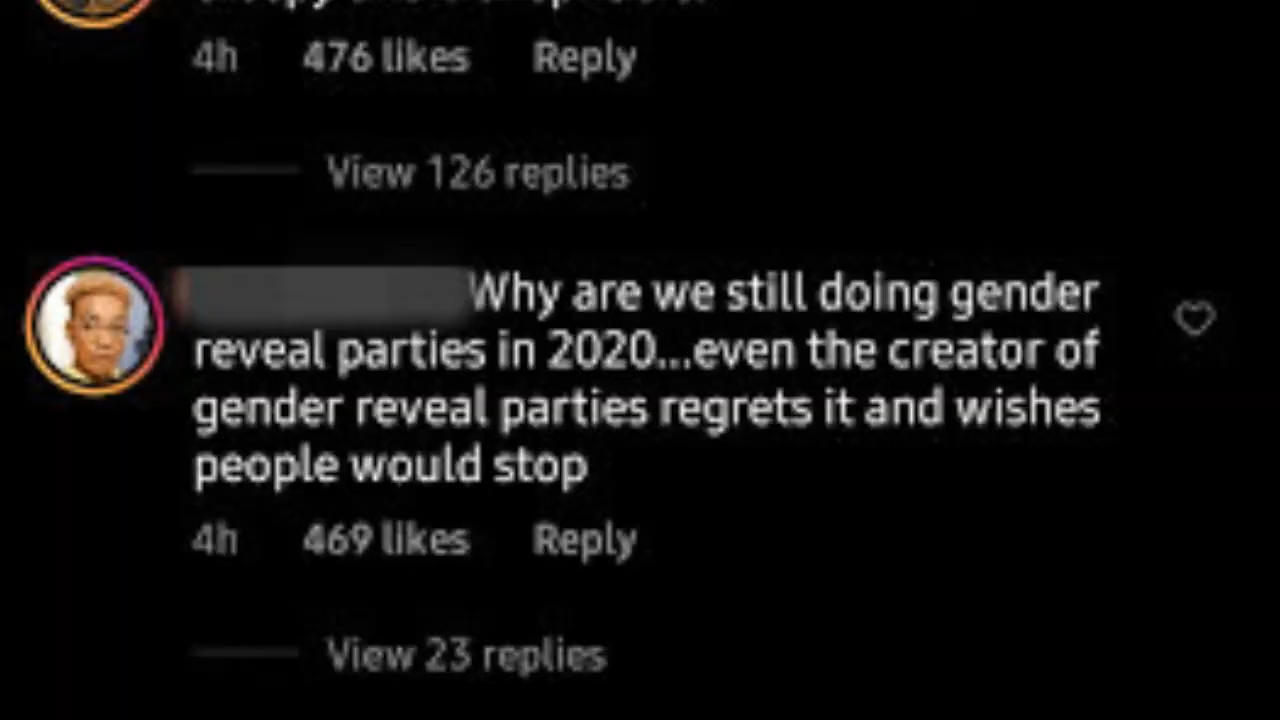 4h 476 likes Reply
View 126 replies
Why are we still doing gender
reveal parties in 2020...even the creator of
gender reveal parties regrets it and wishes
people would stop
4h 469 likes Reply
View 23 replies